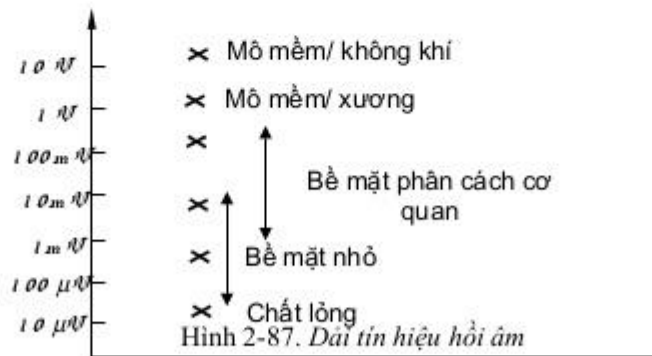 10 V
Mô mềm/ không khí
1 V
Mô mềm/ xương
100m V
10m V
Bề mặt phân cách cơ
quan
1m V
Bề mặt nhỏ
100 μV
Chất lỏng
10 μV
Hình 2-87. Dải tín hiệu hồi âm